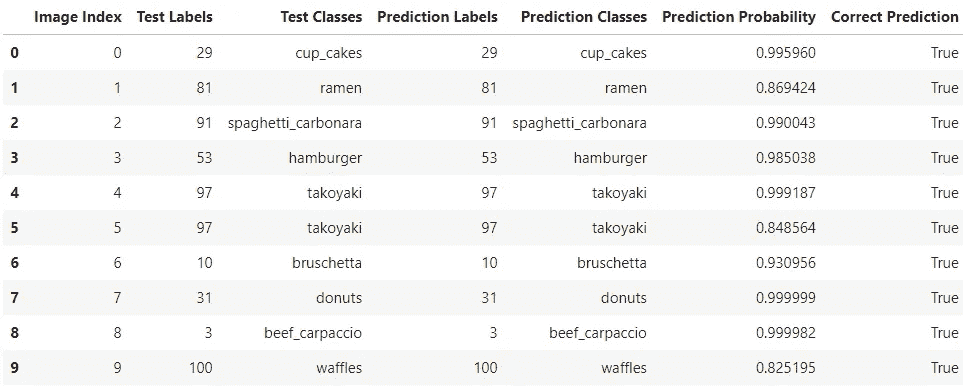 Image Index Test Labels Test Classes Prediction Labels Prediction Classes Prediction Probability Correct Prediction
0 0 29 cup_cakes 29 cup_cakes 0.995960 True
1 1 81 ramen 81 ramen 0.869424 True
2 2 91 spaghetti_carbonara 91 spaghetti_carbonara 0.990043 True
3 3 53 hamburger 53 hamburger 0.985038 True
4 4 97 takoyaki 97 takoyaki 0.999187 True
5 5 97 takoyaki 97 takoyaki 0.848564 True
6 6 10 bruschetta 10 bruschetta 0.930956 True
7 7 31 donuts 31 donuts 0.999999 True
8 8 3 beef_carpaccio 3 beef_carpaccio 0.999982 True
9 9 100 waffles 100 waffles 0.825195 True